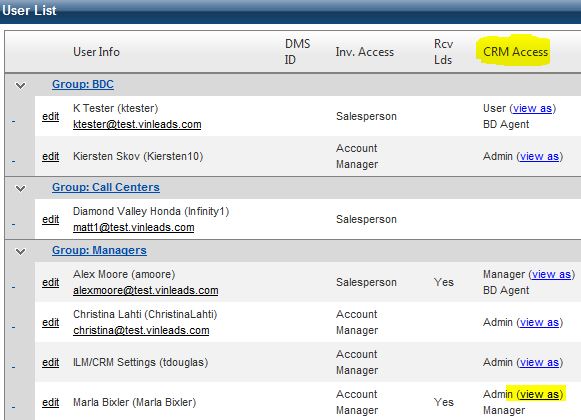 User List
User Info DMS ID Inv. Access Rcv Lds CRM Access
Group: BDC
edit K Tester (ktester) ktester@test.vinleads.com Salesperson User (view as) BD Agent
edit Kiersten Skov (Kiersten10) Account Manager Admin (view as)
Group: Call Centers
edit Diamond Valley Honda (Infinity1) matt1@test.vinleads.com Salesperson
Group: Managers
edit Alex Moore (amoore) alexmoore@test.vinleads.com Salesperson Yes Manager (view as) BD Agent
edit Christina Lahti (ChristinaLahti) christina@test.vinleads.com Account Manager Admin (view as)
edit ILM/CRM Settings (tdouglas) Account Manager Admin (view as)
edit Marla Bixler (Marla Bixler) Account Manager Yes Admin (view as) Manager